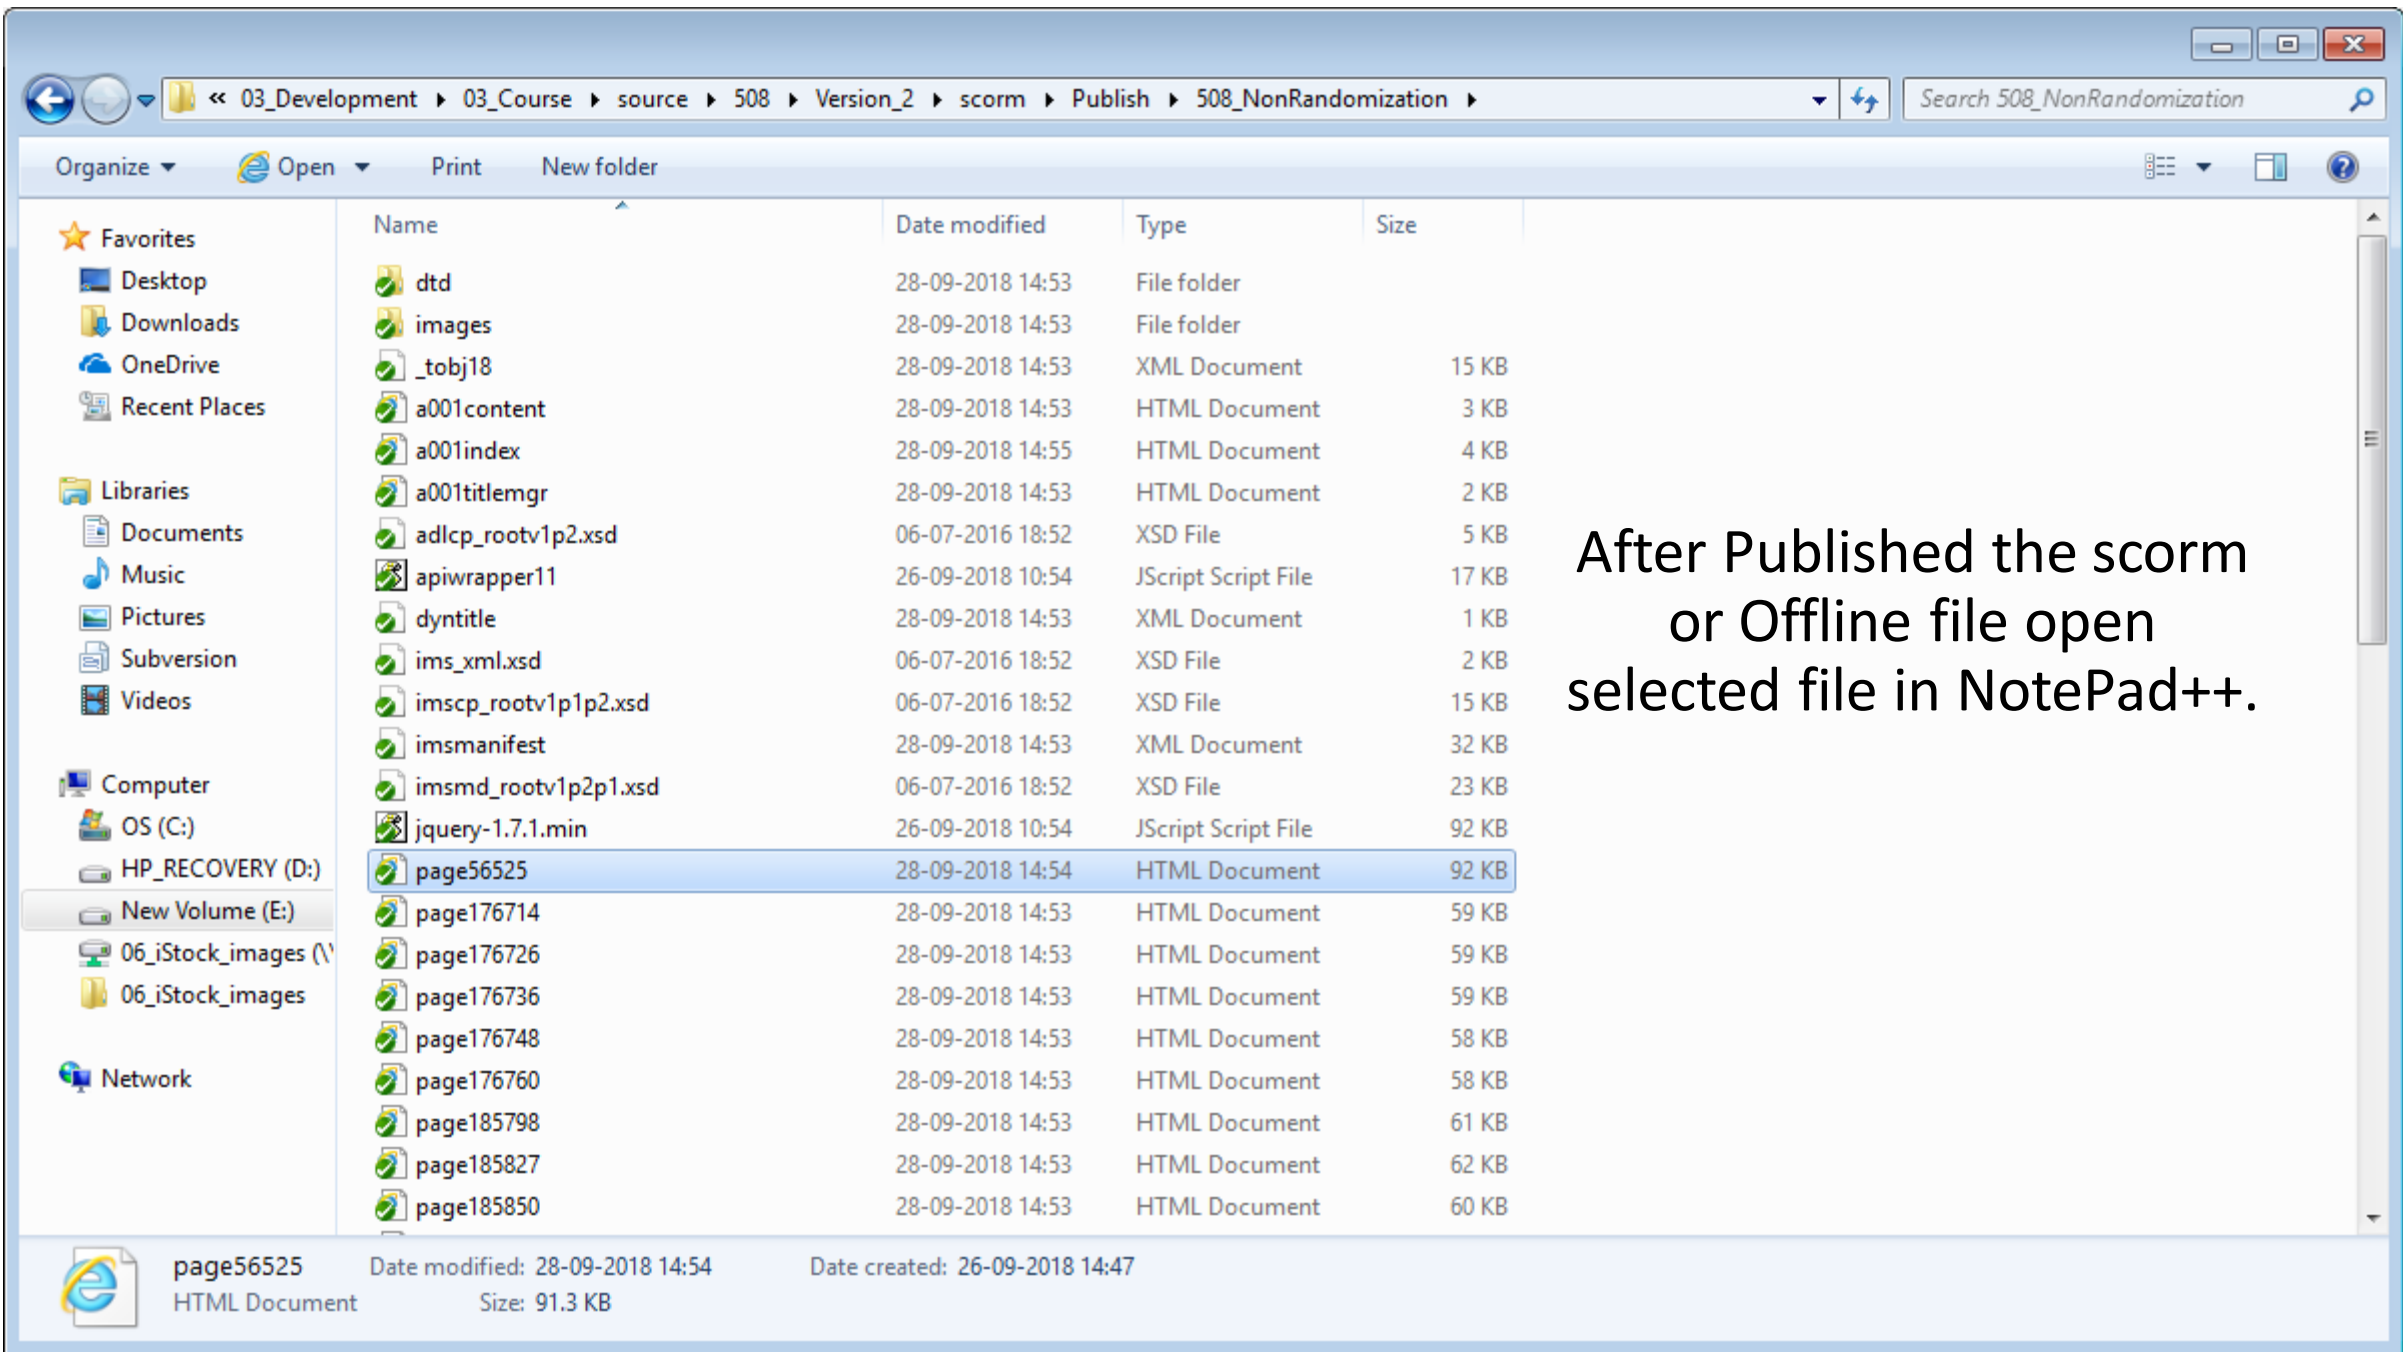 « 03_Development ▸ 03_Course ▸ source ▸ 508 ▸ Version_2 ▸ scorm ▸ Publish ▸ 508_NonRandomization ▸
Search 508_NonRandomization
Organize Open Print New folder
Favorites
Desktop
Downloads
OneDrive
Recent Places
Libraries
Documents
Music
Pictures
Subversion
Videos
Computer
OS (C:)
HP_RECOVERY (D:)
New Volume (E:)
06_iStock_images (\\
06_iStock_images
Network
Name Date modified Type Size
dtd 28-09-2018 14:53 File folder
images 28-09-2018 14:53 File folder
_tobj18 28-09-2018 14:53 XML Document 15 KB
a001content 28-09-2018 14:53 HTML Document 3 KB
a001index 28-09-2018 14:55 HTML Document 4 KB
a001titlemgr 28-09-2018 14:53 HTML Document 2 KB
adlcp_rootv1p2.xsd 06-07-2016 18:52 XSD File 5 KB
apiwrapper11 26-09-2018 10:54 JScript Script File 17 KB
dyntitle 28-09-2018 14:53 XML Document 1 KB
ims_xml.xsd 06-07-2016 18:52 XSD File 2 KB
imscp_rootv1p1p2.xsd 06-07-2016 18:52 XSD File 15 KB
imsmanifest 28-09-2018 14:53 XML Document 32 KB
imsmd_rootv1p2p1.xsd 06-07-2016 18:52 XSD File 23 KB
jquery-1.7.1.min 26-09-2018 10:54 JScript Script File 92 KB
page56525 28-09-2018 14:54 HTML Document 92 KB
page176714 28-09-2018 14:53 HTML Document 59 KB
page176726 28-09-2018 14:53 HTML Document 59 KB
page176736 28-09-2018 14:53 HTML Document 59 KB
page176748 28-09-2018 14:53 HTML Document 58 KB
page176760 28-09-2018 14:53 HTML Document 58 KB
page185798 28-09-2018 14:53 HTML Document 61 KB
page185827 28-09-2018 14:53 HTML Document 62 KB
page185850 28-09-2018 14:53 HTML Document 60 KB
After Published the scorm
or Offline file open
selected file in NotePad++.
page56525 Date modified: 28-09-2018 14:54 Date created: 26-09-2018 14:47
HTML Document Size: 91.3 KB